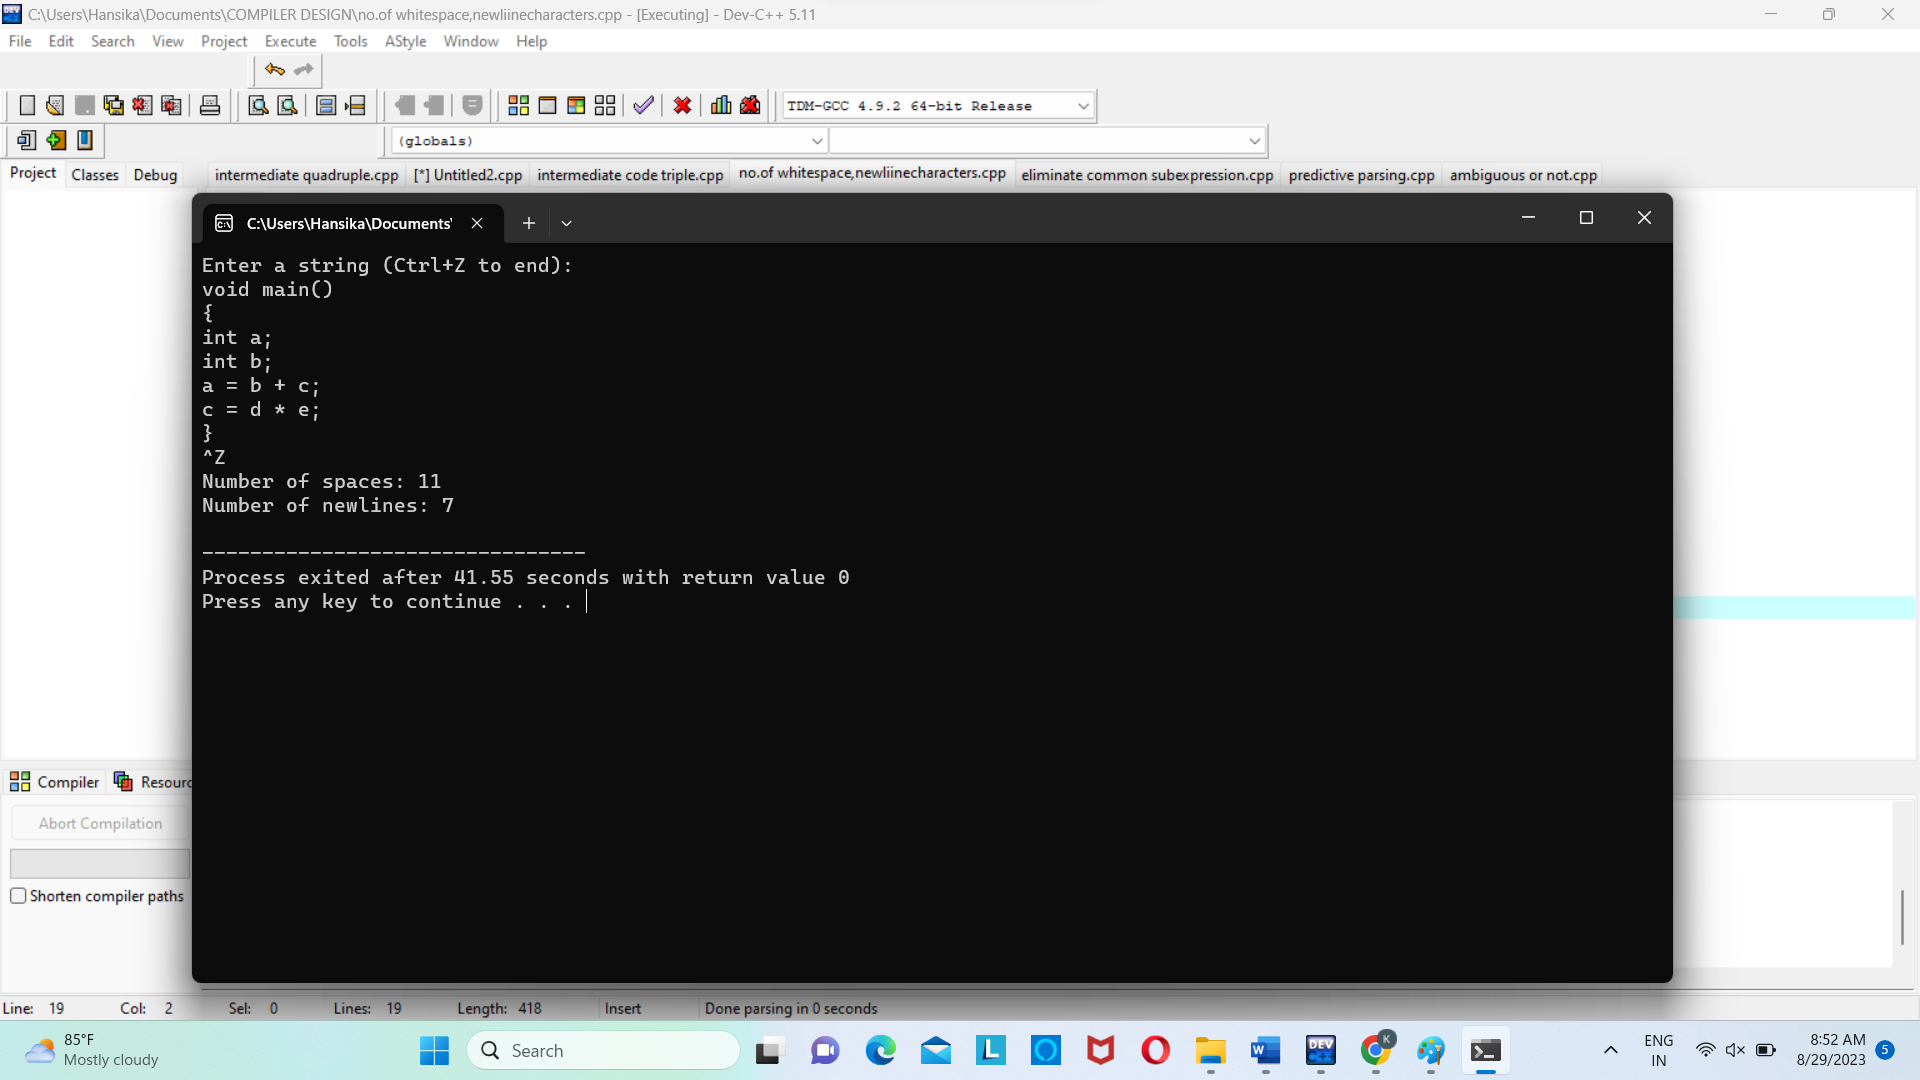 C:\Users\Hansika\Documents\COMPILER DESIGN\no.of whitespace,newliinecharacters.cpp - [Executing] - Dev-C++ 5.11
File Edit Search View Project Execute Tools AStyle Window Help
TDM-GCC 4.9.2 64-bit Release
(globals)
Project Classes Debug intermediate quadruple.cpp [*] Untitled2.cpp intermediate code triple.cpp no.of whitespace,newliinecharacters.cpp eliminate common subexpression.cpp predictive parsing.cpp ambiguous or not.cpp
C:\Users\Hansika\Documents\
Enter a string (Ctrl+Z to end):
void main()
{
int a;
int b;
a = b + c;
c = d * e;
}
^Z
Number of spaces: 11
Number of newlines: 7
--------------------------------
Process exited after 41.55 seconds with return value 0
Press any key to continue . . .
Compiler Resourc
Abort Compilation
Shorten compiler paths
Line: 19 Col: 2 Sel: 0 Lines: 19 Length: 418 Insert Done parsing in 0 seconds
85°F
Mostly cloudy
Search
DEV
K
ENG
IN
8:52 AM
8/29/2023
5